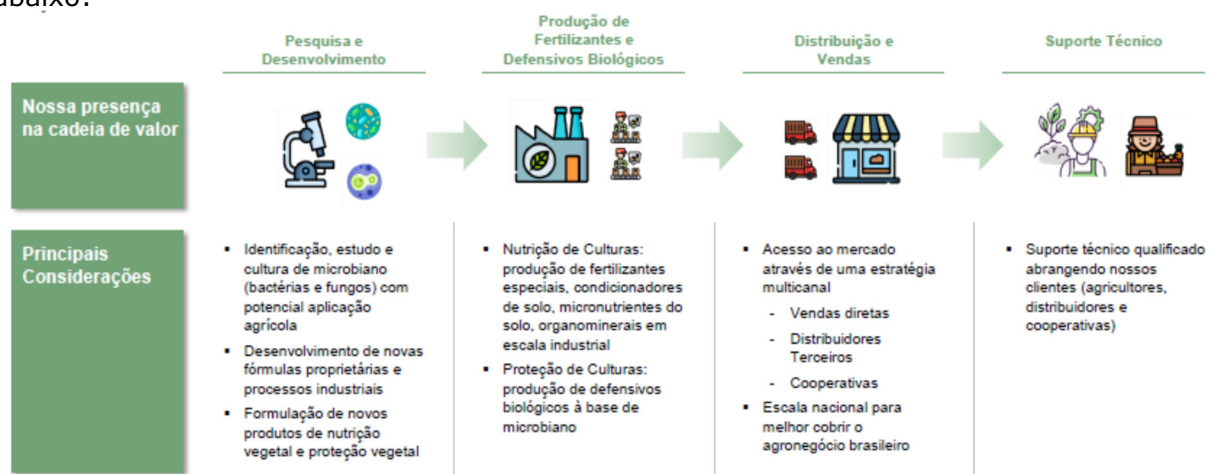 abaixo:
Pesquisa e
Desenvolvimento
Produção de
Fertilizantes e
Defensivos Biológicos
Distribuição e
Vendas
Suporte Técnico
Nossa presença
na cadeia de valor
Principais
Considerações
▪ Identificação, estudo e
cultura de microbiano
(bactérias e fungos) com
potencial aplicação
agrícola
▪ Desenvolvimento de novas
fórmulas proprietárias e
processos industriais
▪ Formulação de novos
produtos de nutrição
vegetal e proteção vegetal
▪ Nutrição de Culturas:
produção de fertilizantes
especiais, condicionadores
de solo, micronutrientes do
solo, organominerais em
escala industrial
▪ Proteção de Culturas:
produção de defensivos
biológicos à base de
microbiano
▪ Acesso ao mercado
através de uma estratégia
multicanal
- Vendas diretas
- Distribuidores
Terceiros
- Cooperativas
▪ Escala nacional para
melhor cobrir o
agronegócio brasileiro
▪ Suporte técnico qualificado
abrangendo nossos
clientes (agricultores,
distribuidores e
cooperativas)